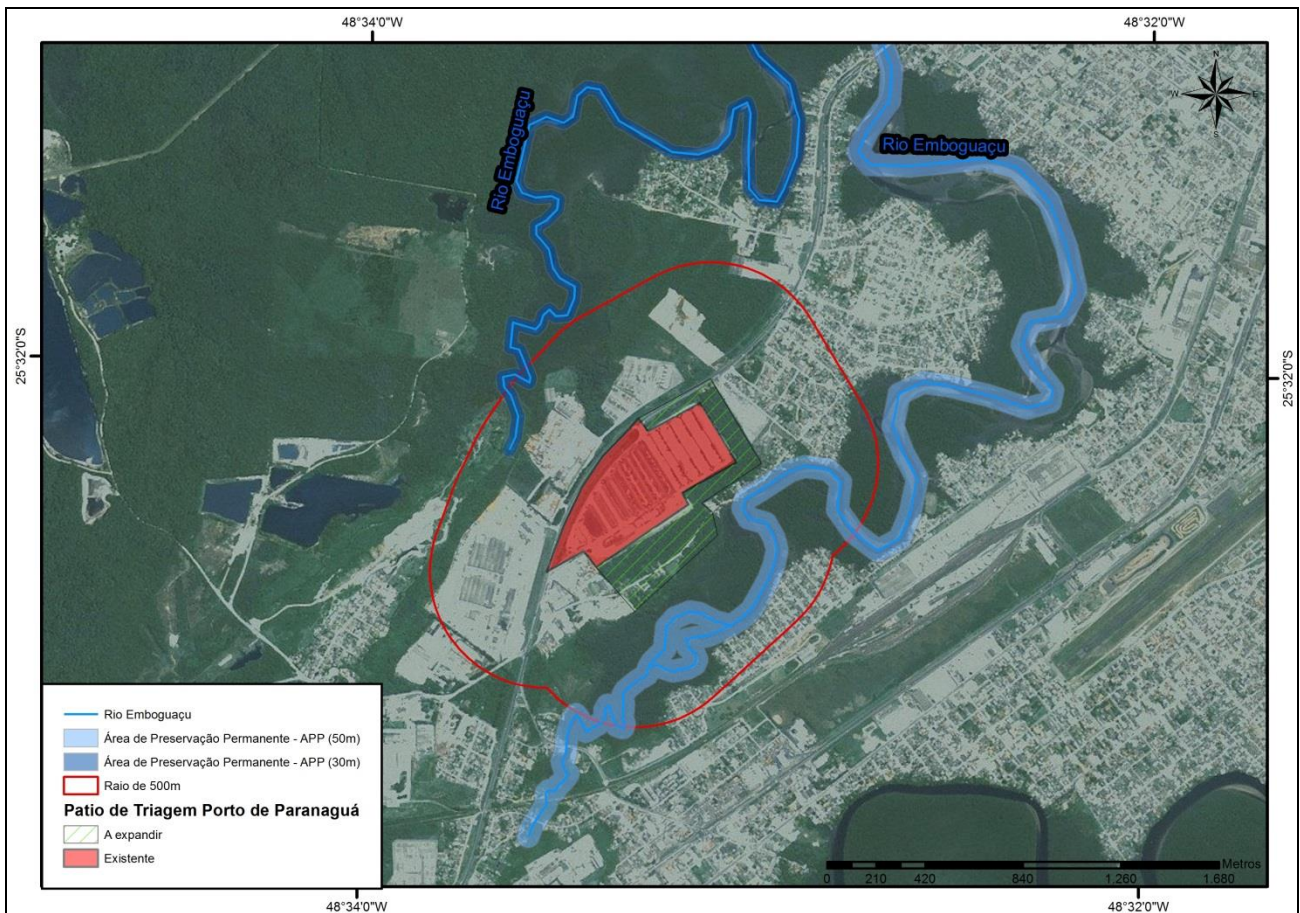 48°34'0"W
48°32'0"W
N
W
E
S
Rio Emboguaçu
Rio Emboguaçu
25°32'0"S
25°32'0"S
Rio Emboguaçu
Área de Preservação Permanente - APP (50m)
Área de Preservação Permanente - APP (30m)
Raio de 500m
Patio de Triagem Porto de Paranaguá
A expandir
Existente
Metros
0 210 420 840 1.260 1.680
48°34'0"W
48°32'0"W